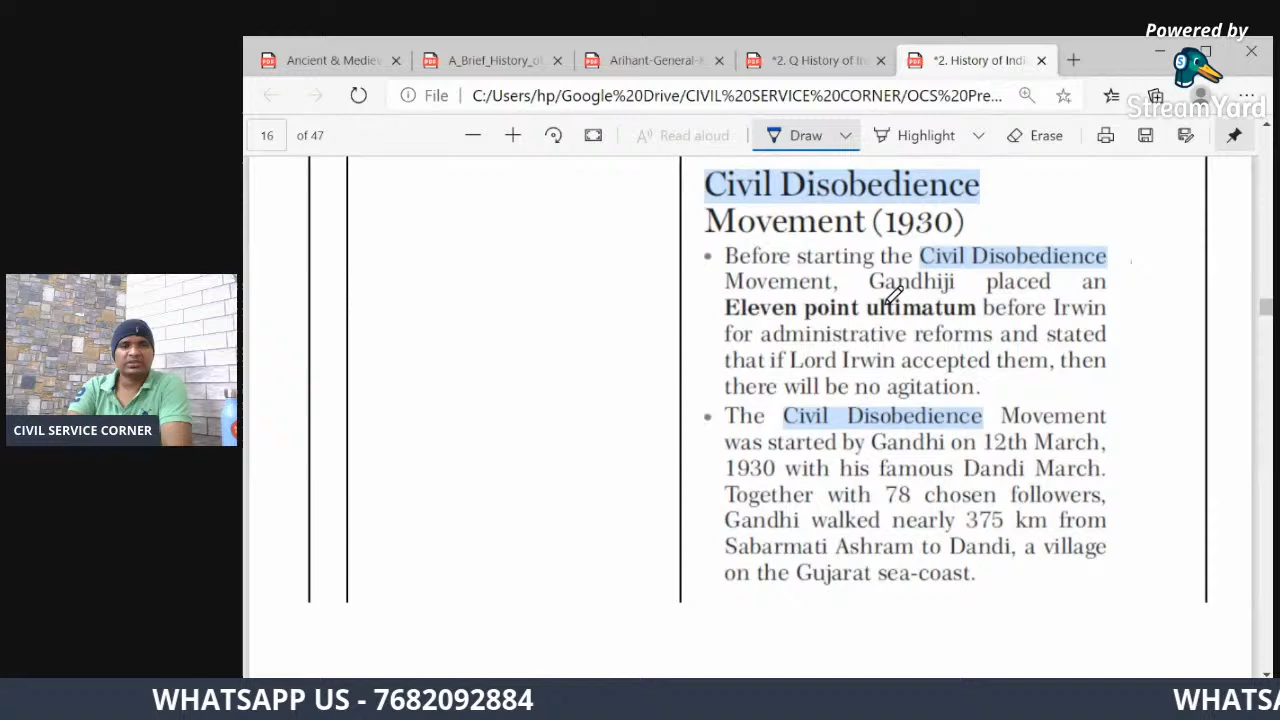 Powered by
StreamYard
Ancient & Mediev
A_Brief_History_of
Arihant-General-K
*2. Q History of In
*2. History of Indi
File
C:/Users/hp/Google%20Drive/CIVIL%20SERVICE%20CORNER/OCS%20Pre...
16 of 47
Read aloud
Draw
Highlight
Erase
Civil Disobedience
Movement (1930)
• Before starting the Civil Disobedience
Movement, Gandhiji placed an
Eleven point ultimatum before Irwin
for administrative reforms and stated
that if Lord Irwin accepted them, then
there will be no agitation.
• The Civil Disobedience Movement
was started by Gandhi on 12th March,
1930 with his famous Dandi March.
Together with 78 chosen followers,
Gandhi walked nearly 375 km from
Sabarmati Ashram to Dandi, a village
on the Gujarat sea-coast.
CIVIL SERVICE CORNER
WHATSAPP US - 7682092884
WHATSA